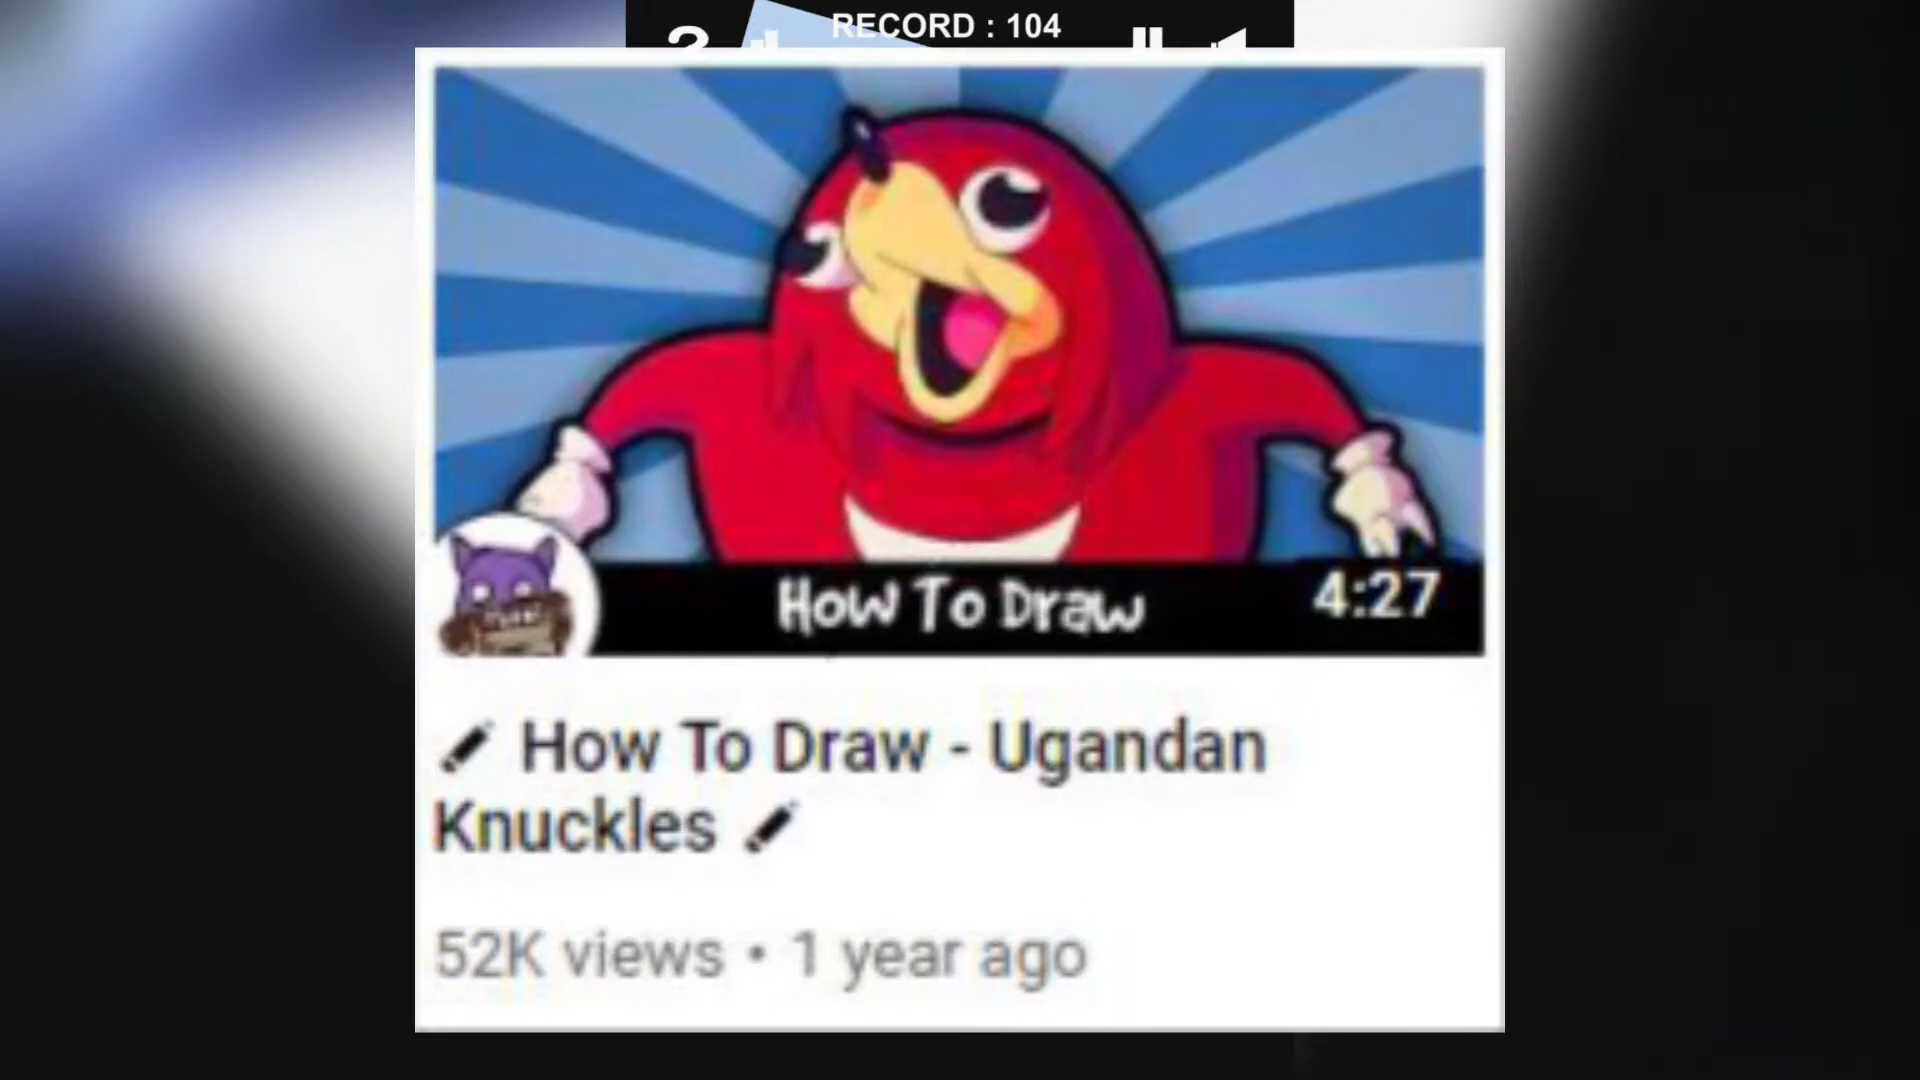 RECORD : 104
How To Draw
4:27
How To Draw - Ugandan
Knuckles
52K views • 1 year ago